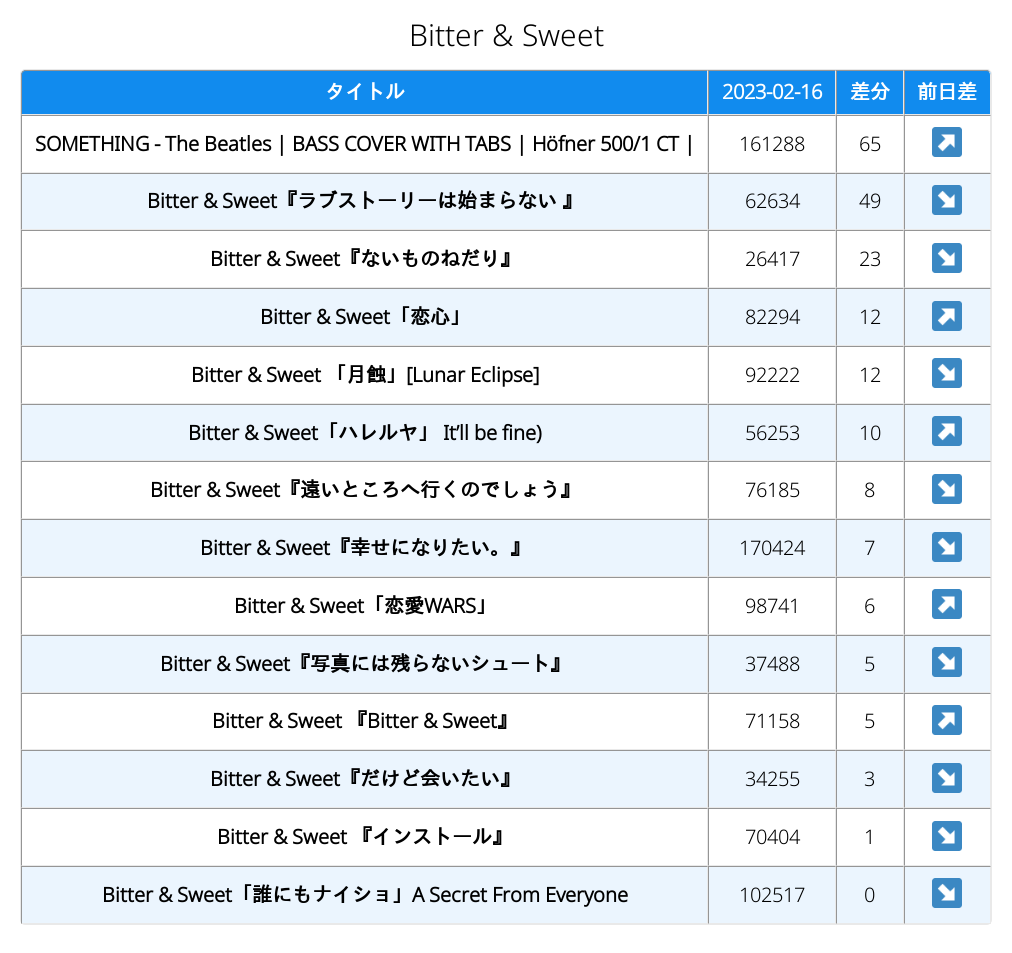 Bitter & Sweet
タイトル 2023-02-16 差分 前日差
SOMETHING - The Beatles | BASS COVER WITH TABS | Höfner 500/1 CT | 161288 65
Bitter & Sweet『ラブストーリーは始まらない 』 62634 49
Bitter & Sweet『ないものねだり』 26417 23
Bitter & Sweet「恋心」 82294 12
Bitter & Sweet 「月蝕」[Lunar Eclipse] 92222 12
Bitter & Sweet「ハレルヤ」 It’ll be fine) 56253 10
Bitter & Sweet『遠いところへ行くのでしょう』 76185 8
Bitter & Sweet『幸せになりたい。』 170424 7
Bitter & Sweet「恋愛WARS」 98741 6
Bitter & Sweet『写真には残らないシュート』 37488 5
Bitter & Sweet 『Bitter & Sweet』 71158 5
Bitter & Sweet『だけど会いたい』 34255 3
Bitter & Sweet 『インストール』 70404 1
Bitter & Sweet「誰にもナイショ」A Secret From Everyone 102517 0